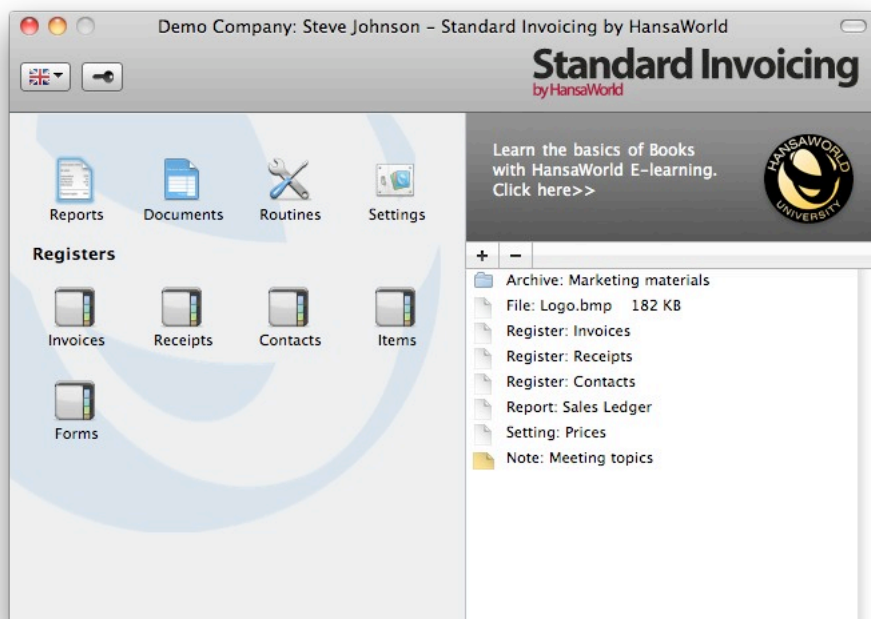 Demo Company: Steve Johnson – Standard Invoicing by HansaWorld
Standard Invoicing
by HansaWorld
Reports Documents Routines Settings
Registers
Invoices Receipts Contacts Items
Forms
Learn the basics of Books
with HansaWorld E-learning.
Click here>>
HANSAWORLD
UNIVERSITY
+ −
Archive: Marketing materials
File: Logo.bmp 182 KB
Register: Invoices
Register: Receipts
Register: Contacts
Report: Sales Ledger
Setting: Prices
Note: Meeting topics